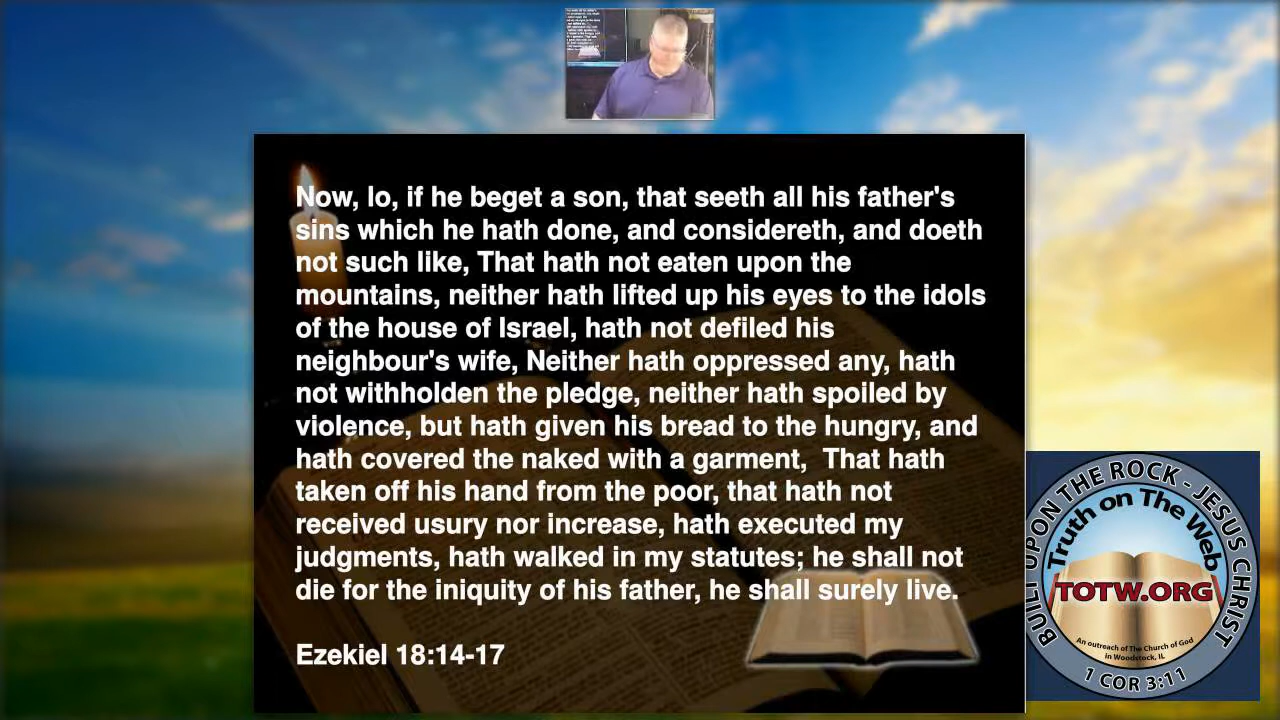 Now, lo, if he beget a son, that seeth all his father's
sins which he hath done, and considereth, and doeth
not such like, That hath not eaten upon the
mountains, neither hath lifted up his eyes to the idols
of the house of Israel, hath not defiled his
neighbour's wife, Neither hath oppressed any, hath
not withholden the pledge, neither hath spoiled by
violence, but hath given his bread to the hungry, and
hath covered the naked with a garment,  That hath
taken off his hand from the poor, that hath not
received usury nor increase, hath executed my
judgments, hath walked in my statutes; he shall not
die for the iniquity of his father, he shall surely live.
Ezekiel 18:14-17
BUILT UPON THE ROCK - JESUS CHRIST
Truth on The Web
TOTW.ORG
An outreach of The Church of God
in Woodstock, IL
1 COR 3:11